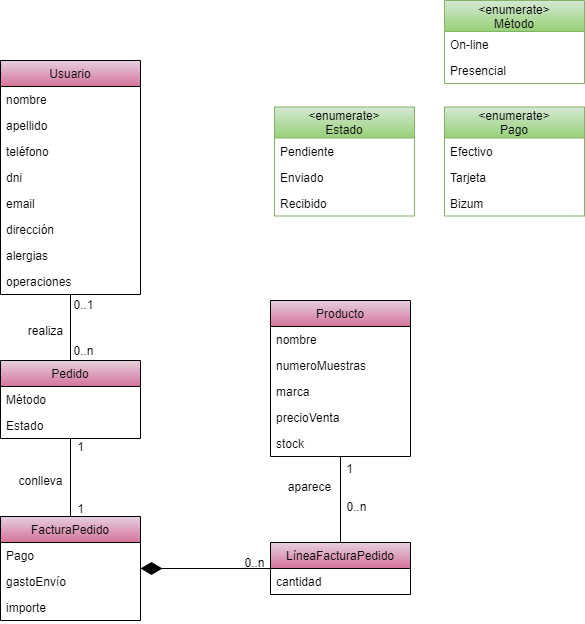 <enumerate>
Método
On-line
Presencial
<enumerate>
Estado
Pendiente
Enviado
Recibido
<enumerate>
Pago
Efectivo
Tarjeta
Bizum
Usuario
nombre
apellido
teléfono
dni
email
dirección
alergias
operaciones
0..1
realiza
0..n
Pedido
Método
Estado
1
conlleva
1
FacturaPedido
Pago
gastoEnvío
importe
0..n
Producto
nombre
numeroMuestras
marca
precioVenta
stock
1
aparece
0..n
LíneaFacturaPedido
cantidad